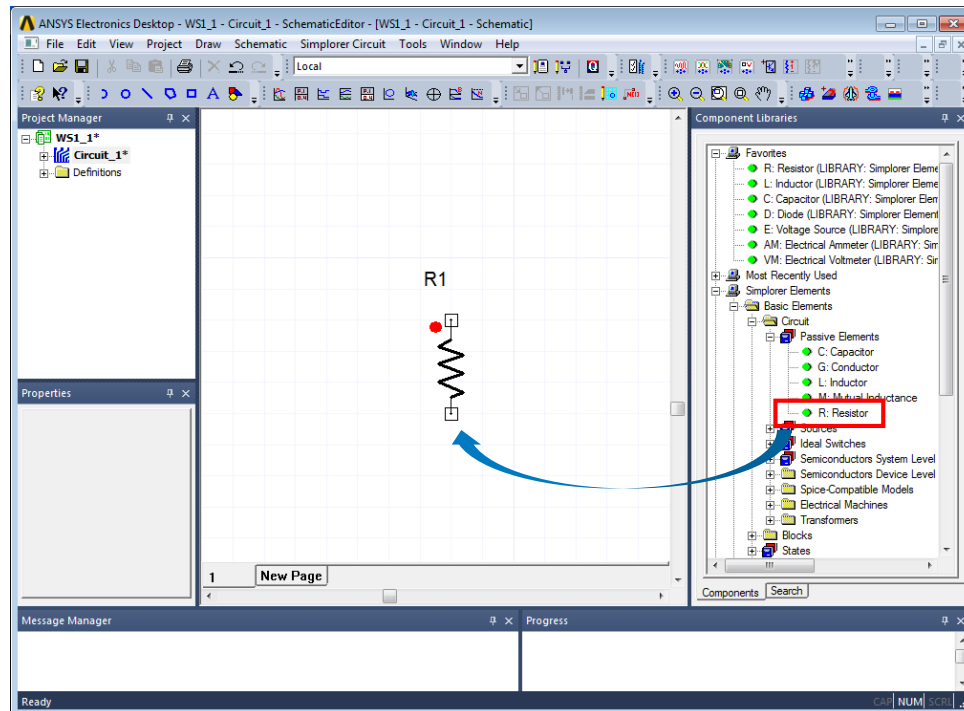 ANSYS Electronics Desktop - WS1_1 - Circuit_1 - SchematicEditor - [WS1_1 - Circuit_1 - Schematic]
File Edit View Project Draw Schematic Simplorer Circuit Tools Window Help
Local
Project Manager
WS1_1*
Circuit_1*
Definitions
Properties
R1
1 New Page
Component Libraries
Favorites
R: Resistor (LIBRARY: Simplorer Eleme
L: Inductor (LIBRARY: Simplorer Eleme
C: Capacitor (LIBRARY: Simplorer Elem
D: Diode (LIBRARY: Simplorer Element
E: Voltage Source (LIBRARY: Simplore
AM: Electrical Ammeter (LIBRARY: Sim
VM: Electrical Voltmeter (LIBRARY: Sir
Most Recently Used
Simplorer Elements
Basic Elements
Circuit
Passive Elements
C: Capacitor
G: Conductor
L: Inductor
M: Mutual Inductance
R: Resistor
Sources
Ideal Switches
Semiconductors System Level
Semiconductors Device Level
Spice-Compatible Models
Electrical Machines
Transformers
Blocks
States
Components Search
Message Manager
Progress
Ready
CAP NUM SCRL